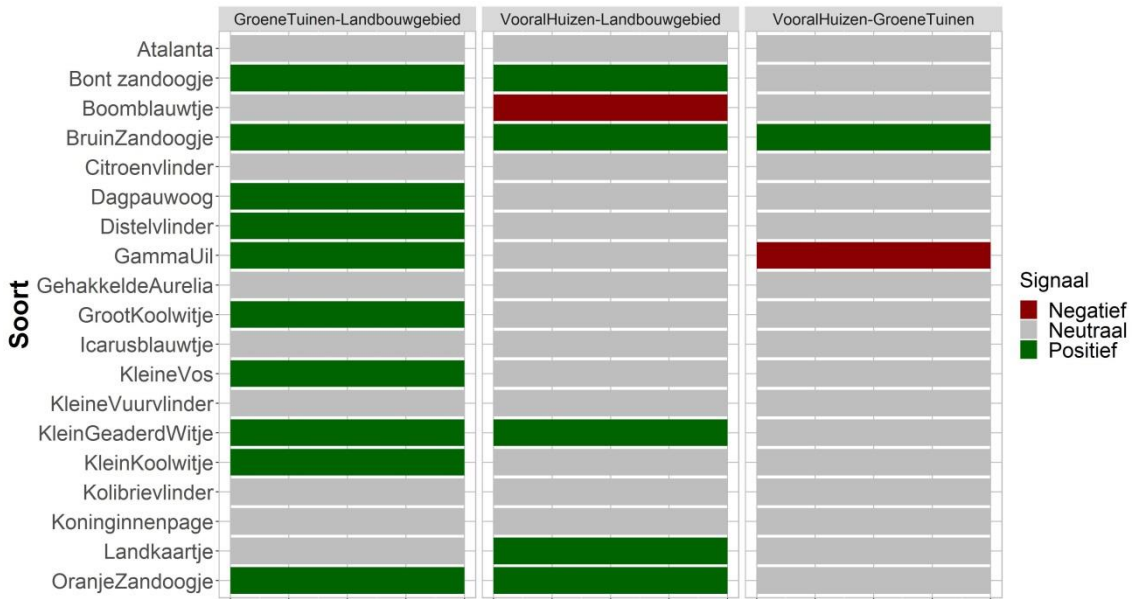 GroeneTuinen-Landbouwgebied
VooralHuizen-Landbouwgebied
VooralHuizen-GroeneTuinen
Soort
Atalanta
Bont zandoogje
Boomblauwtje
BruinZandoogje
Citroenvlinder
Dagpauwoog
Distelvlinder
GammaUil
GehakkeldeAurelia
GrootKoolwitje
Icarusblauwtje
KleineVos
KleineVuurvlinder
KleinGeaderdWitje
KleinKoolwitje
Kolibrievlinder
Koninginnenpage
Landkaartje
OranjeZandoogje
Signaal
Negatief
Neutraal
Positief